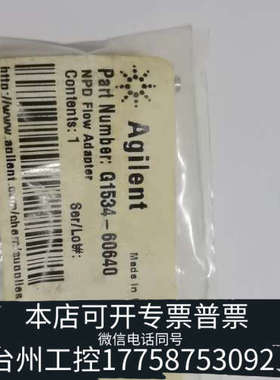 Agilent
Made in
Part Number: G1534-60640
NPD Flow Adapter
Contents: 1
Ser/Lot#:
http://www.agilent.com/chem/supplies
本店可开专票普票
微信电话同号
台州工控17758753092